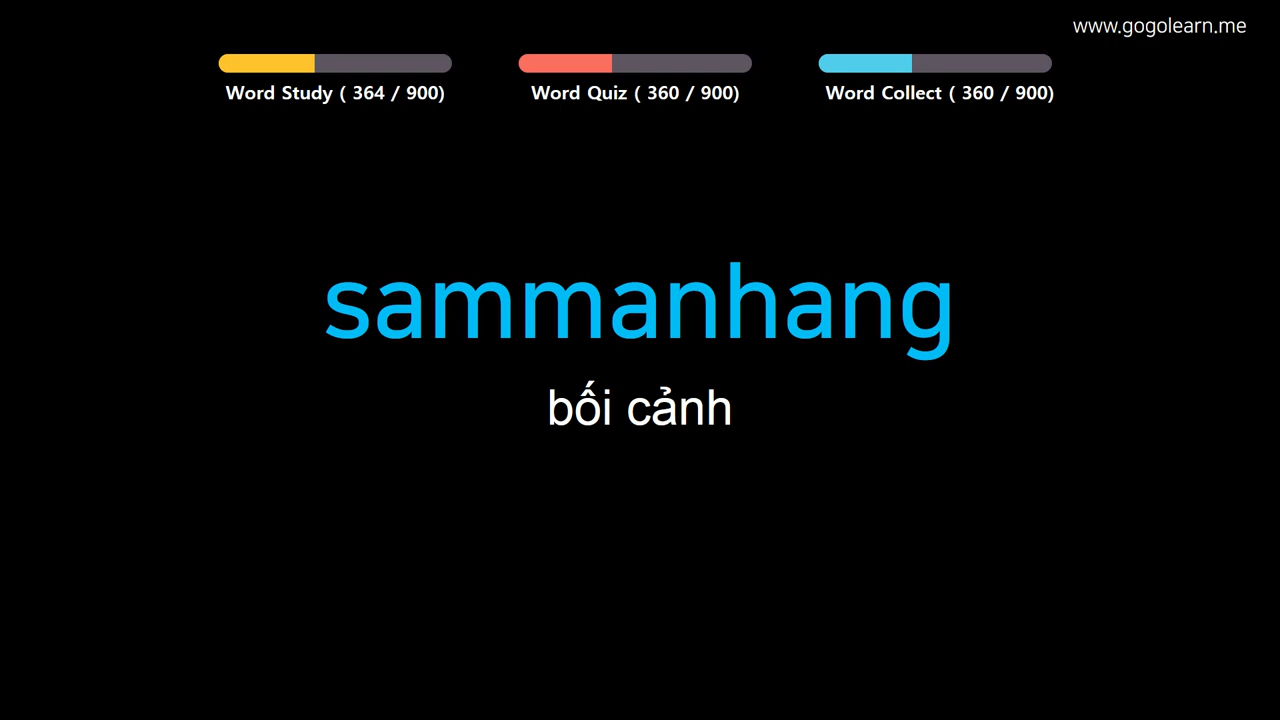 www.gogolearn.me
Word Study ( 364 / 900)
Word Quiz ( 360 / 900)
Word Collect ( 360 / 900)
sammanhang
bối cảnh